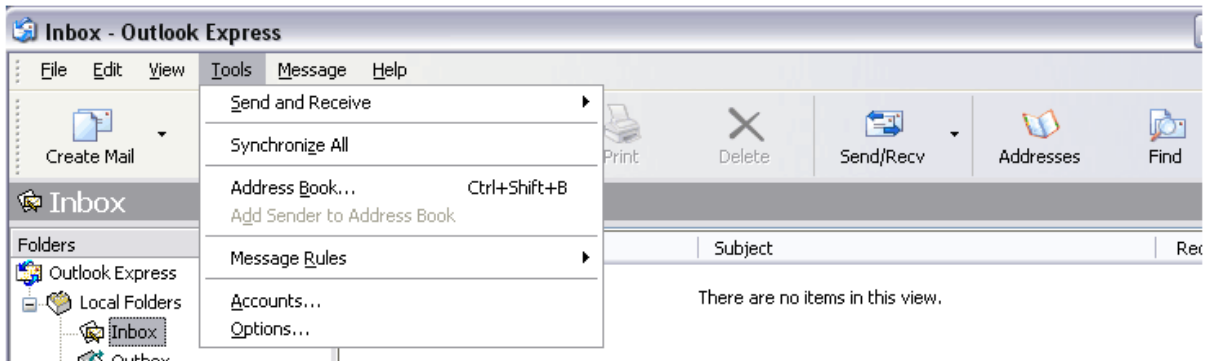 Inbox - Outlook Express
File Edit View Tools Message Help
Send and Receive
Synchronize All
Address Book... Ctrl+Shift+B
Add Sender to Address Book
Message Rules
Accounts...
Options...
Create Mail Print Delete Send/Recv Addresses Find
Inbox
Folders Subject
Outlook Express
Local Folders There are no items in this view.
Inbox
Outbox